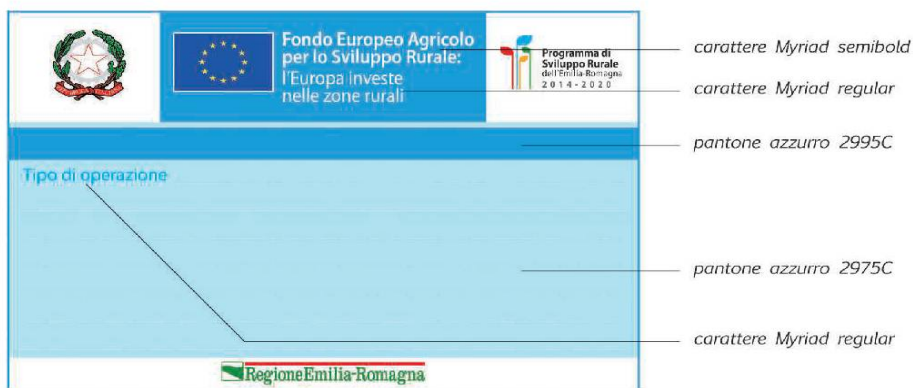 Fondo Europeo Agricolo
per lo Sviluppo Rurale:
l'Europa investe
nelle zone rurali
Programma di
Sviluppo Rurale
dell'Emilia-Romagna
2014-2020
carattere Myriad semibold
carattere Myriad regular
pantone azzurro 2995C
Tipo di operazione
pantone azzurro 2975C
carattere Myriad regular
RegioneEmilia-Romagna